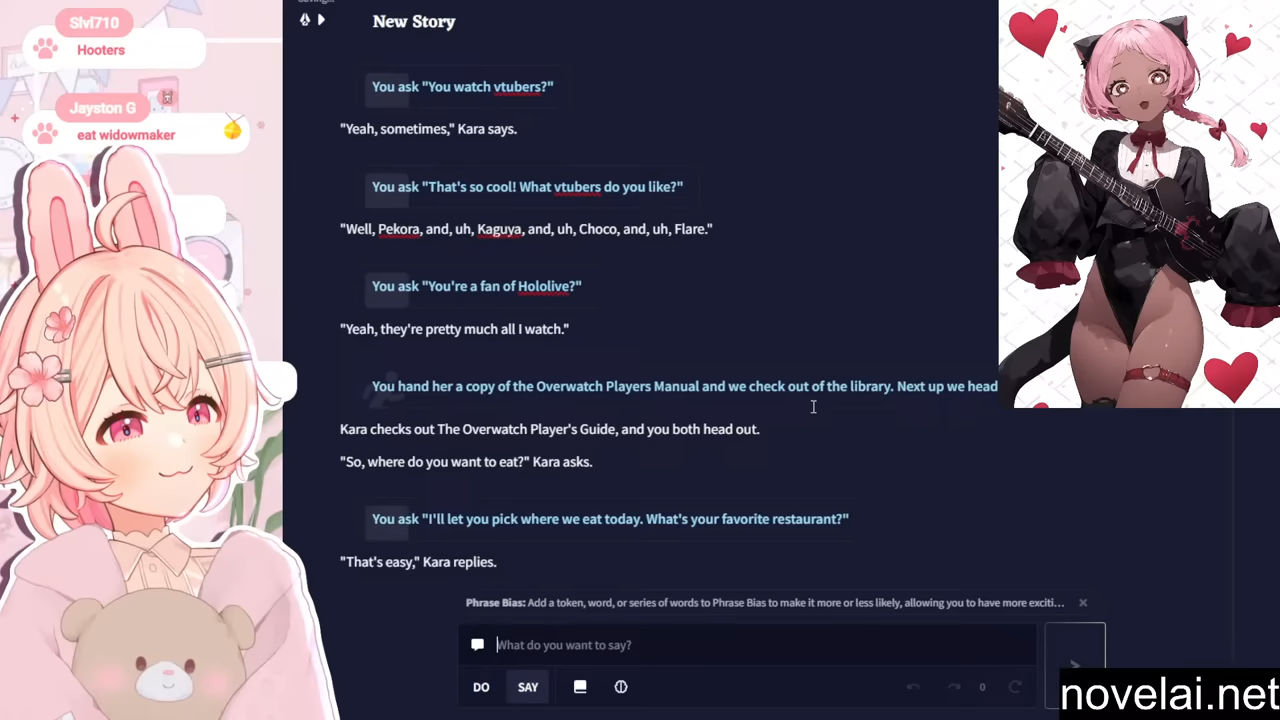 Slvl710
Hooters
Jayston G
eat widowmaker
New Story
You ask "You watch vtubers?"
"Yeah, sometimes," Kara says.
You ask "That's so cool! What vtubers do you like?"
"Well, Pekora, and, uh, Kaguya, and, uh, Choco, and, uh, Flare."
You ask "You're a fan of Hololive?"
"Yeah, they're pretty much all I watch."
You hand her a copy of the Overwatch Players Manual and we check out of the library. Next up we head
Kara checks out The Overwatch Player's Guide, and you both head out.
"So, where do you want to eat?" Kara asks.
You ask "I'll let you pick where we eat today. What's your favorite restaurant?"
"That's easy," Kara replies.
Phrase Bias: Add a token, word, or series of words to Phrase Bias to make it more or less likely, allowing you to have more exciti...
What do you want to say?
DO SAY 0
novelai.net